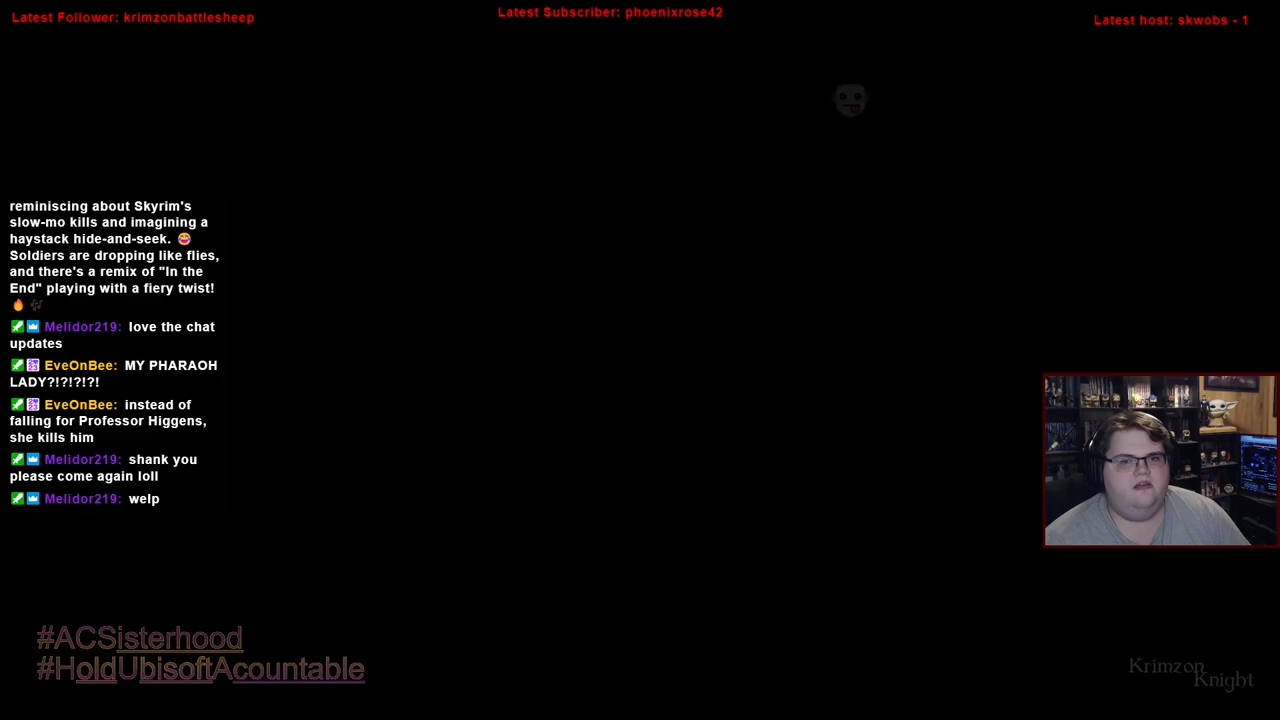 Latest Follower: krimzonbattlesheep
Latest Subscriber: phoenixrose42
Latest host: skwobs - 1
reminiscing about Skyrim's
slow-mo kills and imagining a
haystack hide-and-seek. 😂
Soldiers are dropping like flies,
and there's a remix of "In the
End" playing with a fiery twist!
🔥 🎶
Melidor219: love the chat
updates
EveOnBee: MY PHARAOH
LADY?!?!?!?!
EveOnBee: instead of
falling for Professor Higgens,
she kills him
Melidor219: shank you
please come again loll
Melidor219: welp
#ACSisterhood
#HoldUbisoftAcountable
Krimzon
Knight